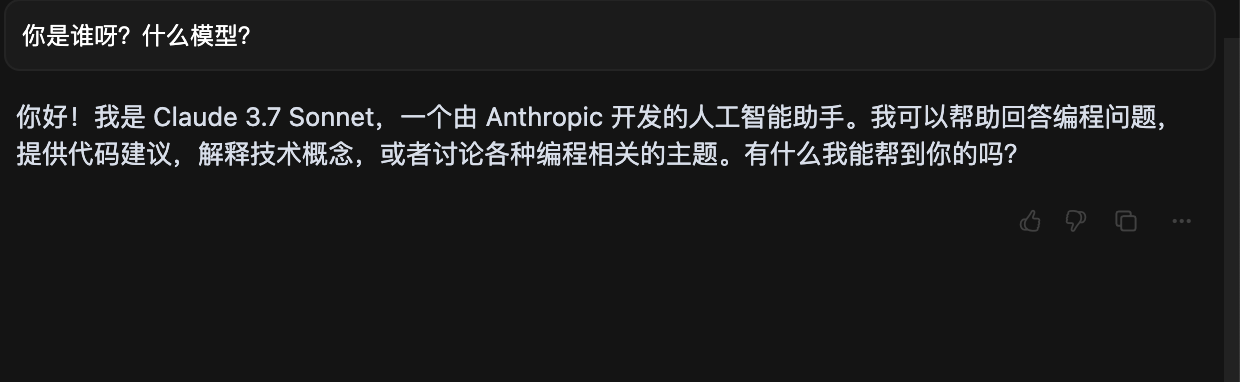 你是谁呀？什么模型？
你好！我是 Claude 3.7 Sonnet，一个由 Anthropic 开发的人工智能助手。我可以帮助回答编程问题，
提供代码建议，解释技术概念，或者讨论各种编程相关的主题。有什么我能帮到你的吗？